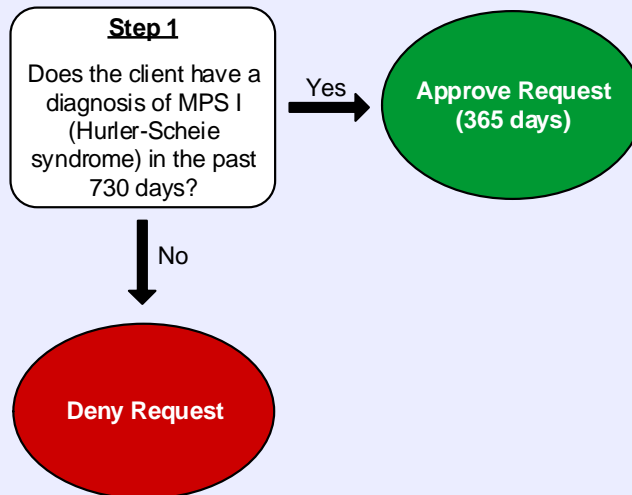 Step 1
Does the client have a
diagnosis of MPS I
(Hurler-Scheie
syndrome) in the past
730 days?
Yes
Approve Request
(365 days)
No
Deny Request